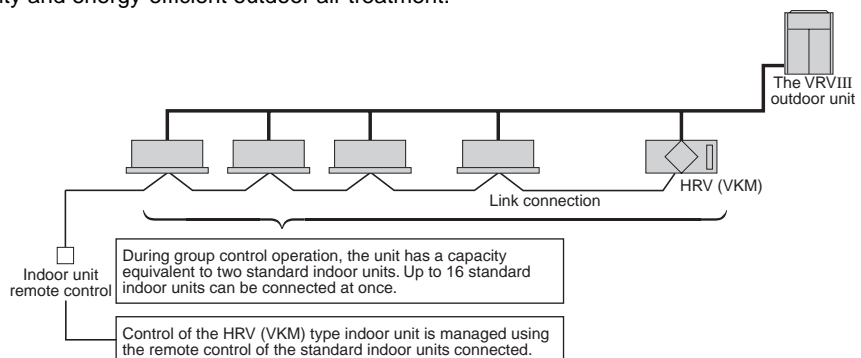 ity and energy-efficient outdoor air treatment.
The VRVIII
outdoor unit
HRV (VKM)
Link connection
Indoor unit
remote control
During group control operation, the unit has a capacity
equivalent to two standard indoor units. Up to 16 standard
indoor units can be connected at once.
Control of the HRV (VKM) type indoor unit is managed using
the remote control of the standard indoor units connected.